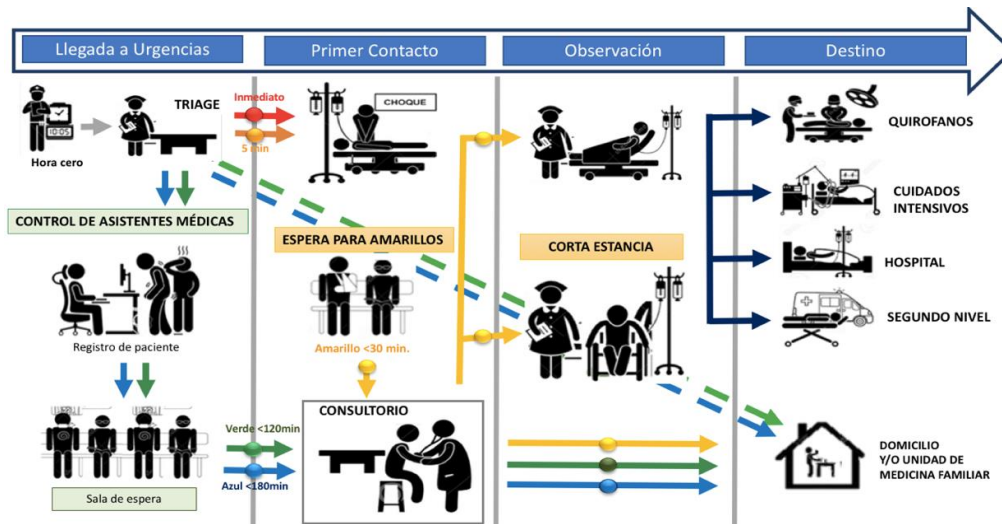 Llegada a Urgencias
Primer Contacto
Observación
Destino
Hora cero
TRIAGE
Inmediato
5 min
CHOQUE
QUIROFANOS
CUIDADOS
INTENSIVOS
HOSPITAL
SEGUNDO NIVEL
CONTROL DE ASISTENTES MÉDICAS
Registro de paciente
Sala de espera
ESPERA PARA AMARILLOS
Amarillo <30 min.
CORTA ESTANCIA
Verde <120min
Azul <180min
CONSULTORIO
DOMICILIO
Y/O UNIDAD DE
MEDICINA FAMILIAR